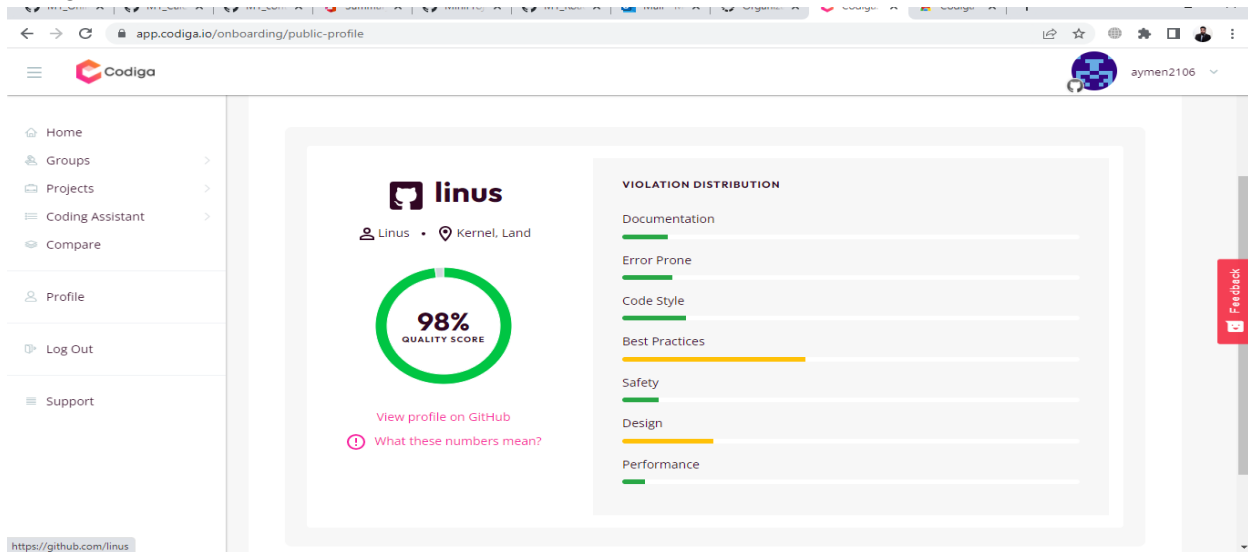 app.codiga.io/onboarding/public-profile
Codiga
aymen2106
Home
Groups
Projects
Coding Assistant
Compare
Profile
Log Out
Support
linus
Linus • Kernel, Land
98%
QUALITY SCORE
View profile on GitHub
What these numbers mean?
VIOLATION DISTRIBUTION
Documentation
Error Prone
Code Style
Best Practices
Safety
Design
Performance
Feedback
https://github.com/linus